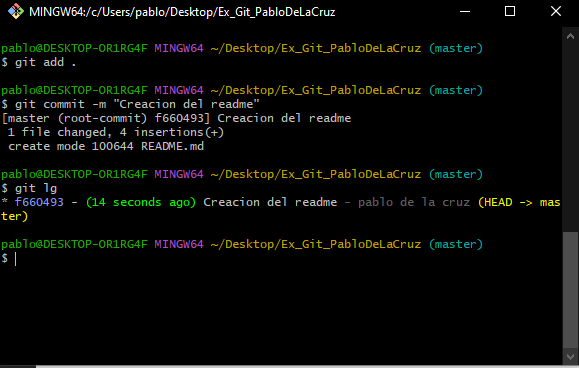 MINGW64:/c/Users/pablo/Desktop/Ex_Git_PabloDeLaCruz
pablo@DESKTOP-OR1RG4F MINGW64 ~/Desktop/Ex_Git_PabloDeLaCruz (master)
$ git add .
pablo@DESKTOP-OR1RG4F MINGW64 ~/Desktop/Ex_Git_PabloDeLaCruz (master)
$ git commit -m "Creacion del readme"
[master (root-commit) f660493] Creacion del readme
 1 file changed, 4 insertions(+)
 create mode 100644 README.md
pablo@DESKTOP-OR1RG4F MINGW64 ~/Desktop/Ex_Git_PabloDeLaCruz (master)
$ git lg
* f660493 - (14 seconds ago) Creacion del readme - pablo de la cruz (HEAD -> mas
ter)
pablo@DESKTOP-OR1RG4F MINGW64 ~/Desktop/Ex_Git_PabloDeLaCruz (master)
$